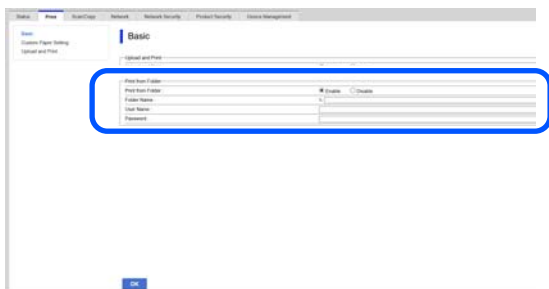 Status Print Scan/Copy Network Network Security Product Security Device Management
Basic
Custom Paper Setting
Upload and Print
Basic
Upload and Print
Print from Folder
Print from Folder : Enable Disable
Folder Name :
User Name :
Password :
OK